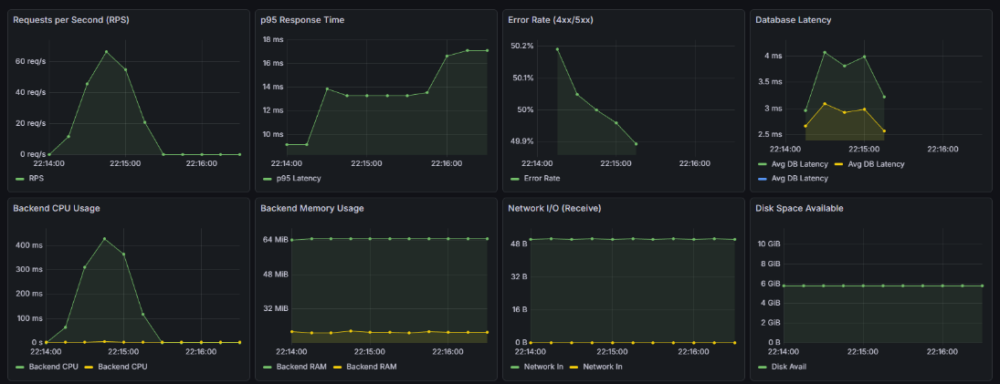 Requests per Second (RPS)
60 req/s
40 req/s
20 req/s
0 req/s
22:14:00 22:15:00 22:16:00
RPS
p95 Response Time
18 ms
16 ms
14 ms
12 ms
10 ms
22:14:00 22:15:00 22:16:00
p95 Latency
Error Rate (4xx/5xx)
50.2%
50.1%
50%
49.9%
22:14:00 22:15:00 22:16:00
Error Rate
Database Latency
4 ms
3.5 ms
3 ms
2.5 ms
22:14:00 22:15:00 22:16:00
Avg DB Latency Avg DB Latency
Avg DB Latency
Backend CPU Usage
400 ms
300 ms
200 ms
100 ms
0 s
22:14:00 22:15:00 22:16:00
Backend CPU Backend CPU
Backend Memory Usage
64 MiB
48 MiB
32 MiB
22:14:00 22:15:00 22:16:00
Backend RAM Backend RAM
Network I/O (Receive)
48 B
32 B
16 B
0 B
22:14:00 22:15:00 22:16:00
Network In Network In
Disk Space Available
10 GiB
8 GiB
6 GiB
4 GiB
2 GiB
0 B
22:14:00 22:15:00 22:16:00
Disk Avail